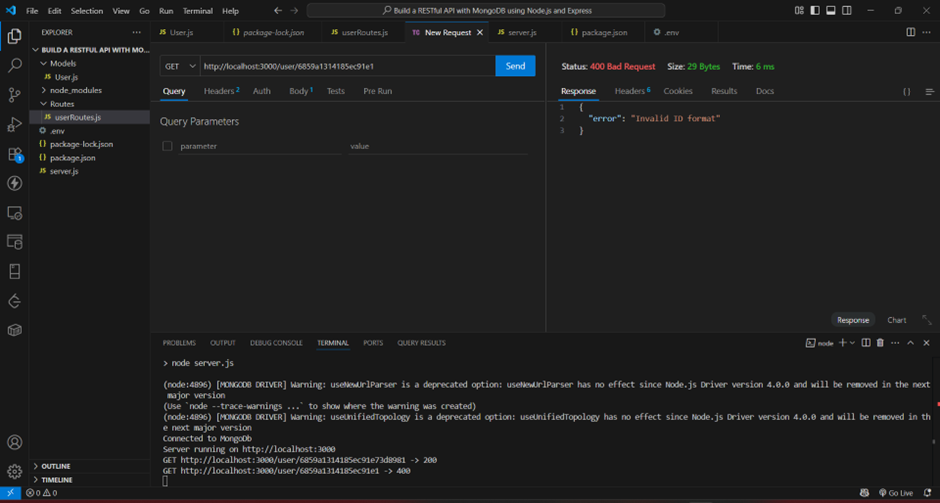 File Edit Selection View Go Run Terminal Help
Build a RESTful API with MongoDB using Node.js and Express
EXPLORER
JS User.js
{} package-lock.json
JS userRoutes.js
TC New Request
JS server.js
{} package.json
.env
BUILD A RESTFUL API WITH MO...
Models
JS User.js
node_modules
Routes
JS userRoutes.js
.env
{} package-lock.json
{} package.json
JS server.js
1
OUTLINE
TIMELINE
GET http://localhost:3000/user/6859a1314185ec91e1 Send
Query Headers 2 Auth Body 1 Tests Pre Run
Query Parameters
parameter value
Status: 400 Bad Request Size: 29 Bytes Time: 6 ms
Response Headers 6 Cookies Results Docs {}
1 {
2 "error": "Invalid ID format"
3 }
Response Chart
PROBLEMS OUTPUT DEBUG CONSOLE TERMINAL PORTS QUERY RESULTS
node
> node server.js
(node:4896) [MONGODB DRIVER] Warning: useNewUrlParser is a deprecated option: useNewUrlParser has no effect since Node.js Driver version 4.0.0 and will be removed in the next
major version
(Use `node --trace-warnings ...` to show where the warning was created)
(node:4896) [MONGODB DRIVER] Warning: useUnifiedTopology is a deprecated option: useUnifiedTopology has no effect since Node.js Driver version 4.0.0 and will be removed in th
e next major version
Connected to MongoDb
Server running on http://localhost:3000
GET http://localhost:3000/user/6859a1314185ec91e73d8981 -> 200
GET http://localhost:3000/user/6859a1314185ec91e1 -> 400
0 0
Go Live